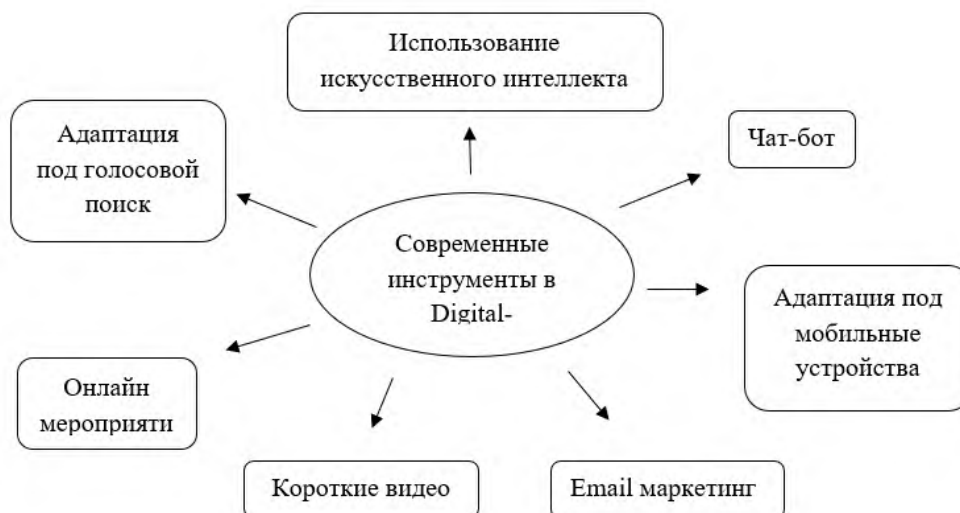 Использование
искусственного интеллекта
Адаптация
под голосовой
поиск
Чат-бот
Современные
инструменты в
Digital-
Адаптация под
мобильные
устройства
Онлайн
мероприяти
Короткие видео
Email маркетинг